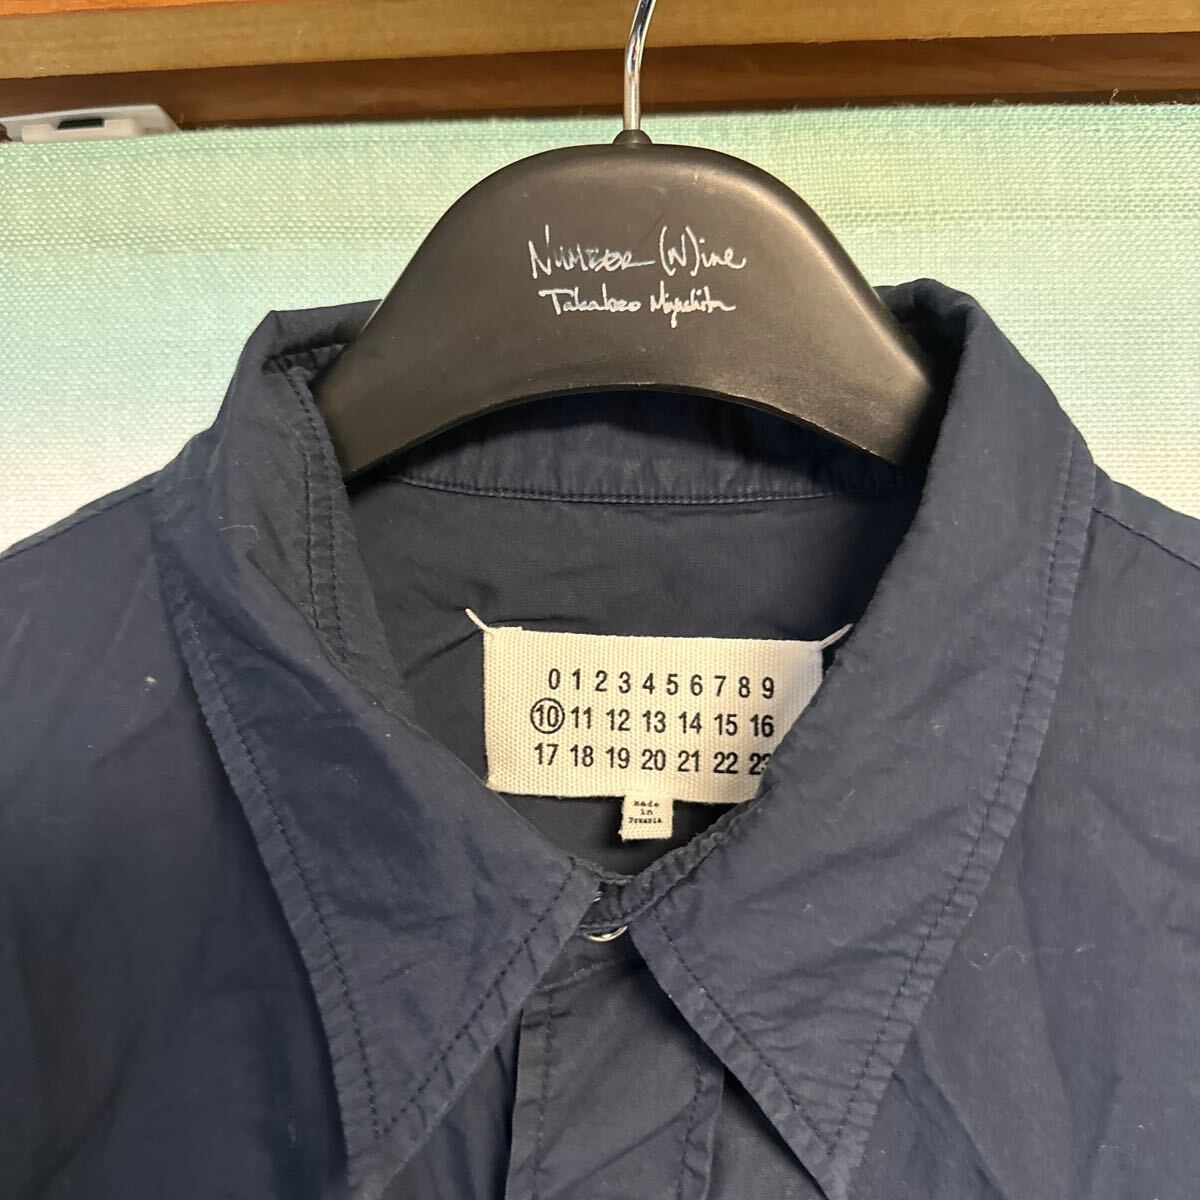 NUMBER (N)ine
Takahiro Miyashita
0 1 2 3 4 5 6 7 8 9
10 11 12 13 14 15 16
17 18 19 20 21 22 23
Made
in
Romania